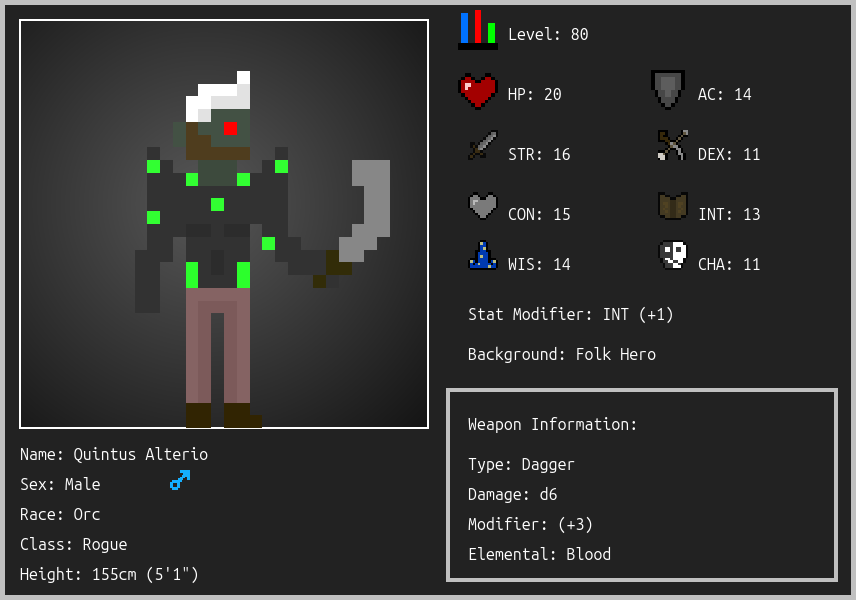 Level: 80
HP: 20
AC: 14
STR: 16
DEX: 11
CON: 15
INT: 13
WIS: 14
CHA: 11
Stat Modifier: INT (+1)
Background: Folk Hero
Weapon Information:
Type: Dagger
Damage: d6
Modifier: (+3)
Elemental: Blood
Name: Quintus Alterio
Sex: Male
Race: Orc
Class: Rogue
Height: 155cm (5'1")